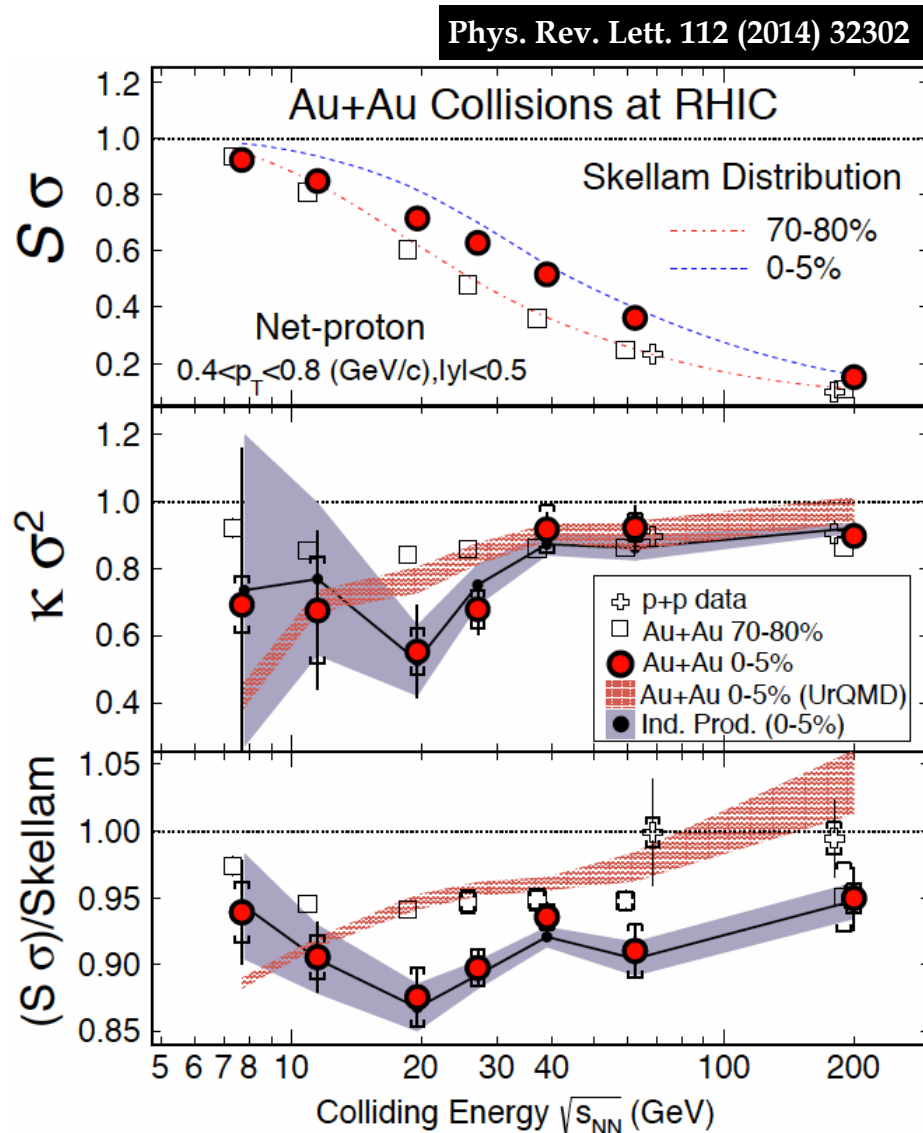 Phys. Rev. Lett. 112 (2014) 32302
Au+Au Collisions at RHIC
1.2
1.0
0.8
0.6
0.4
0.2
S σ
Skellam Distribution
70-80%
0-5%
Net-proton
0.4<p_T<0.8 (GeV/c),|y|<0.5
1.2
1.0
0.8
0.6
0.4
κ σ²
p+p data
Au+Au 70-80%
Au+Au 0-5%
Au+Au 0-5% (UrQMD)
Ind. Prod. (0-5%)
1.05
1.00
0.95
0.90
0.85
(S σ)/Skellam
5 6 7 8 10 20 30 40 100 200
Colliding Energy √s_NN (GeV)